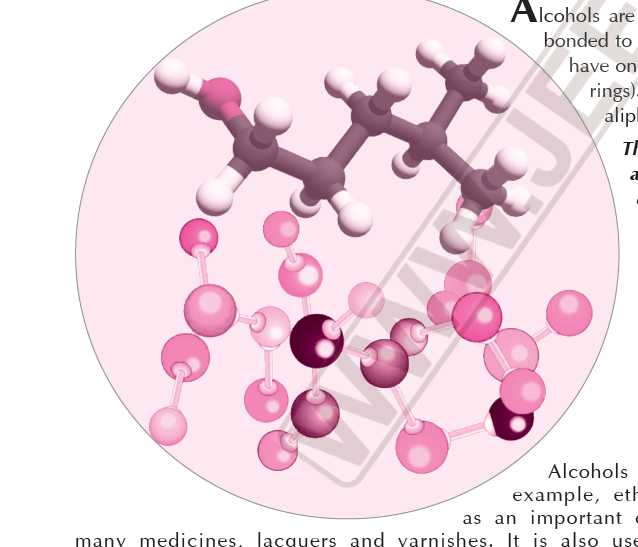 Alcohols are
bonded to
have on
rings).
aliph
Th
a
Alcohols
example, eth
as an important
many medicines, lacquers and varnishes. It is also use
WWW.JEE